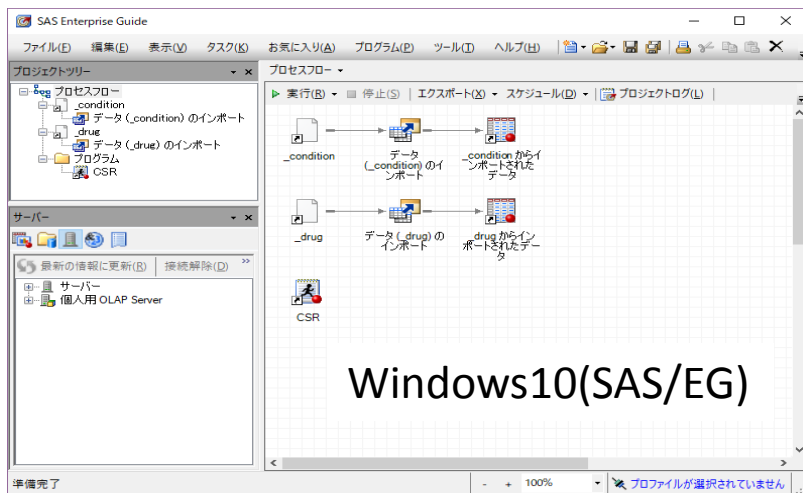 SAS Enterprise Guide
ファイル(F) 編集(E) 表示(V) タスク(K) お気に入り(A) プログラム(P) ツール(T) ヘルプ(H)
プロジェクトツリー
プロセスフロー
_condition
データ (_condition) のインポート
_drug
データ (_drug) のインポート
プログラム
CSR
サーバー
最新の情報に更新(R) 接続解除(D) »
サーバー
個人用 OLAP Server
プロセスフロー
実行(R) 停止(S) エクスポート(X) スケジュール(D) プロジェクトログ(L)
_condition
データ
(_condition) のイ
ンポート
_condition からイ
ンポートされた
データ
_drug
データ (_drug) の
インポート
_drug からイン
ポートされたデー
タ
CSR
Windows10(SAS/EG)
準備完了
- + 100%
プロファイルが選択されていません